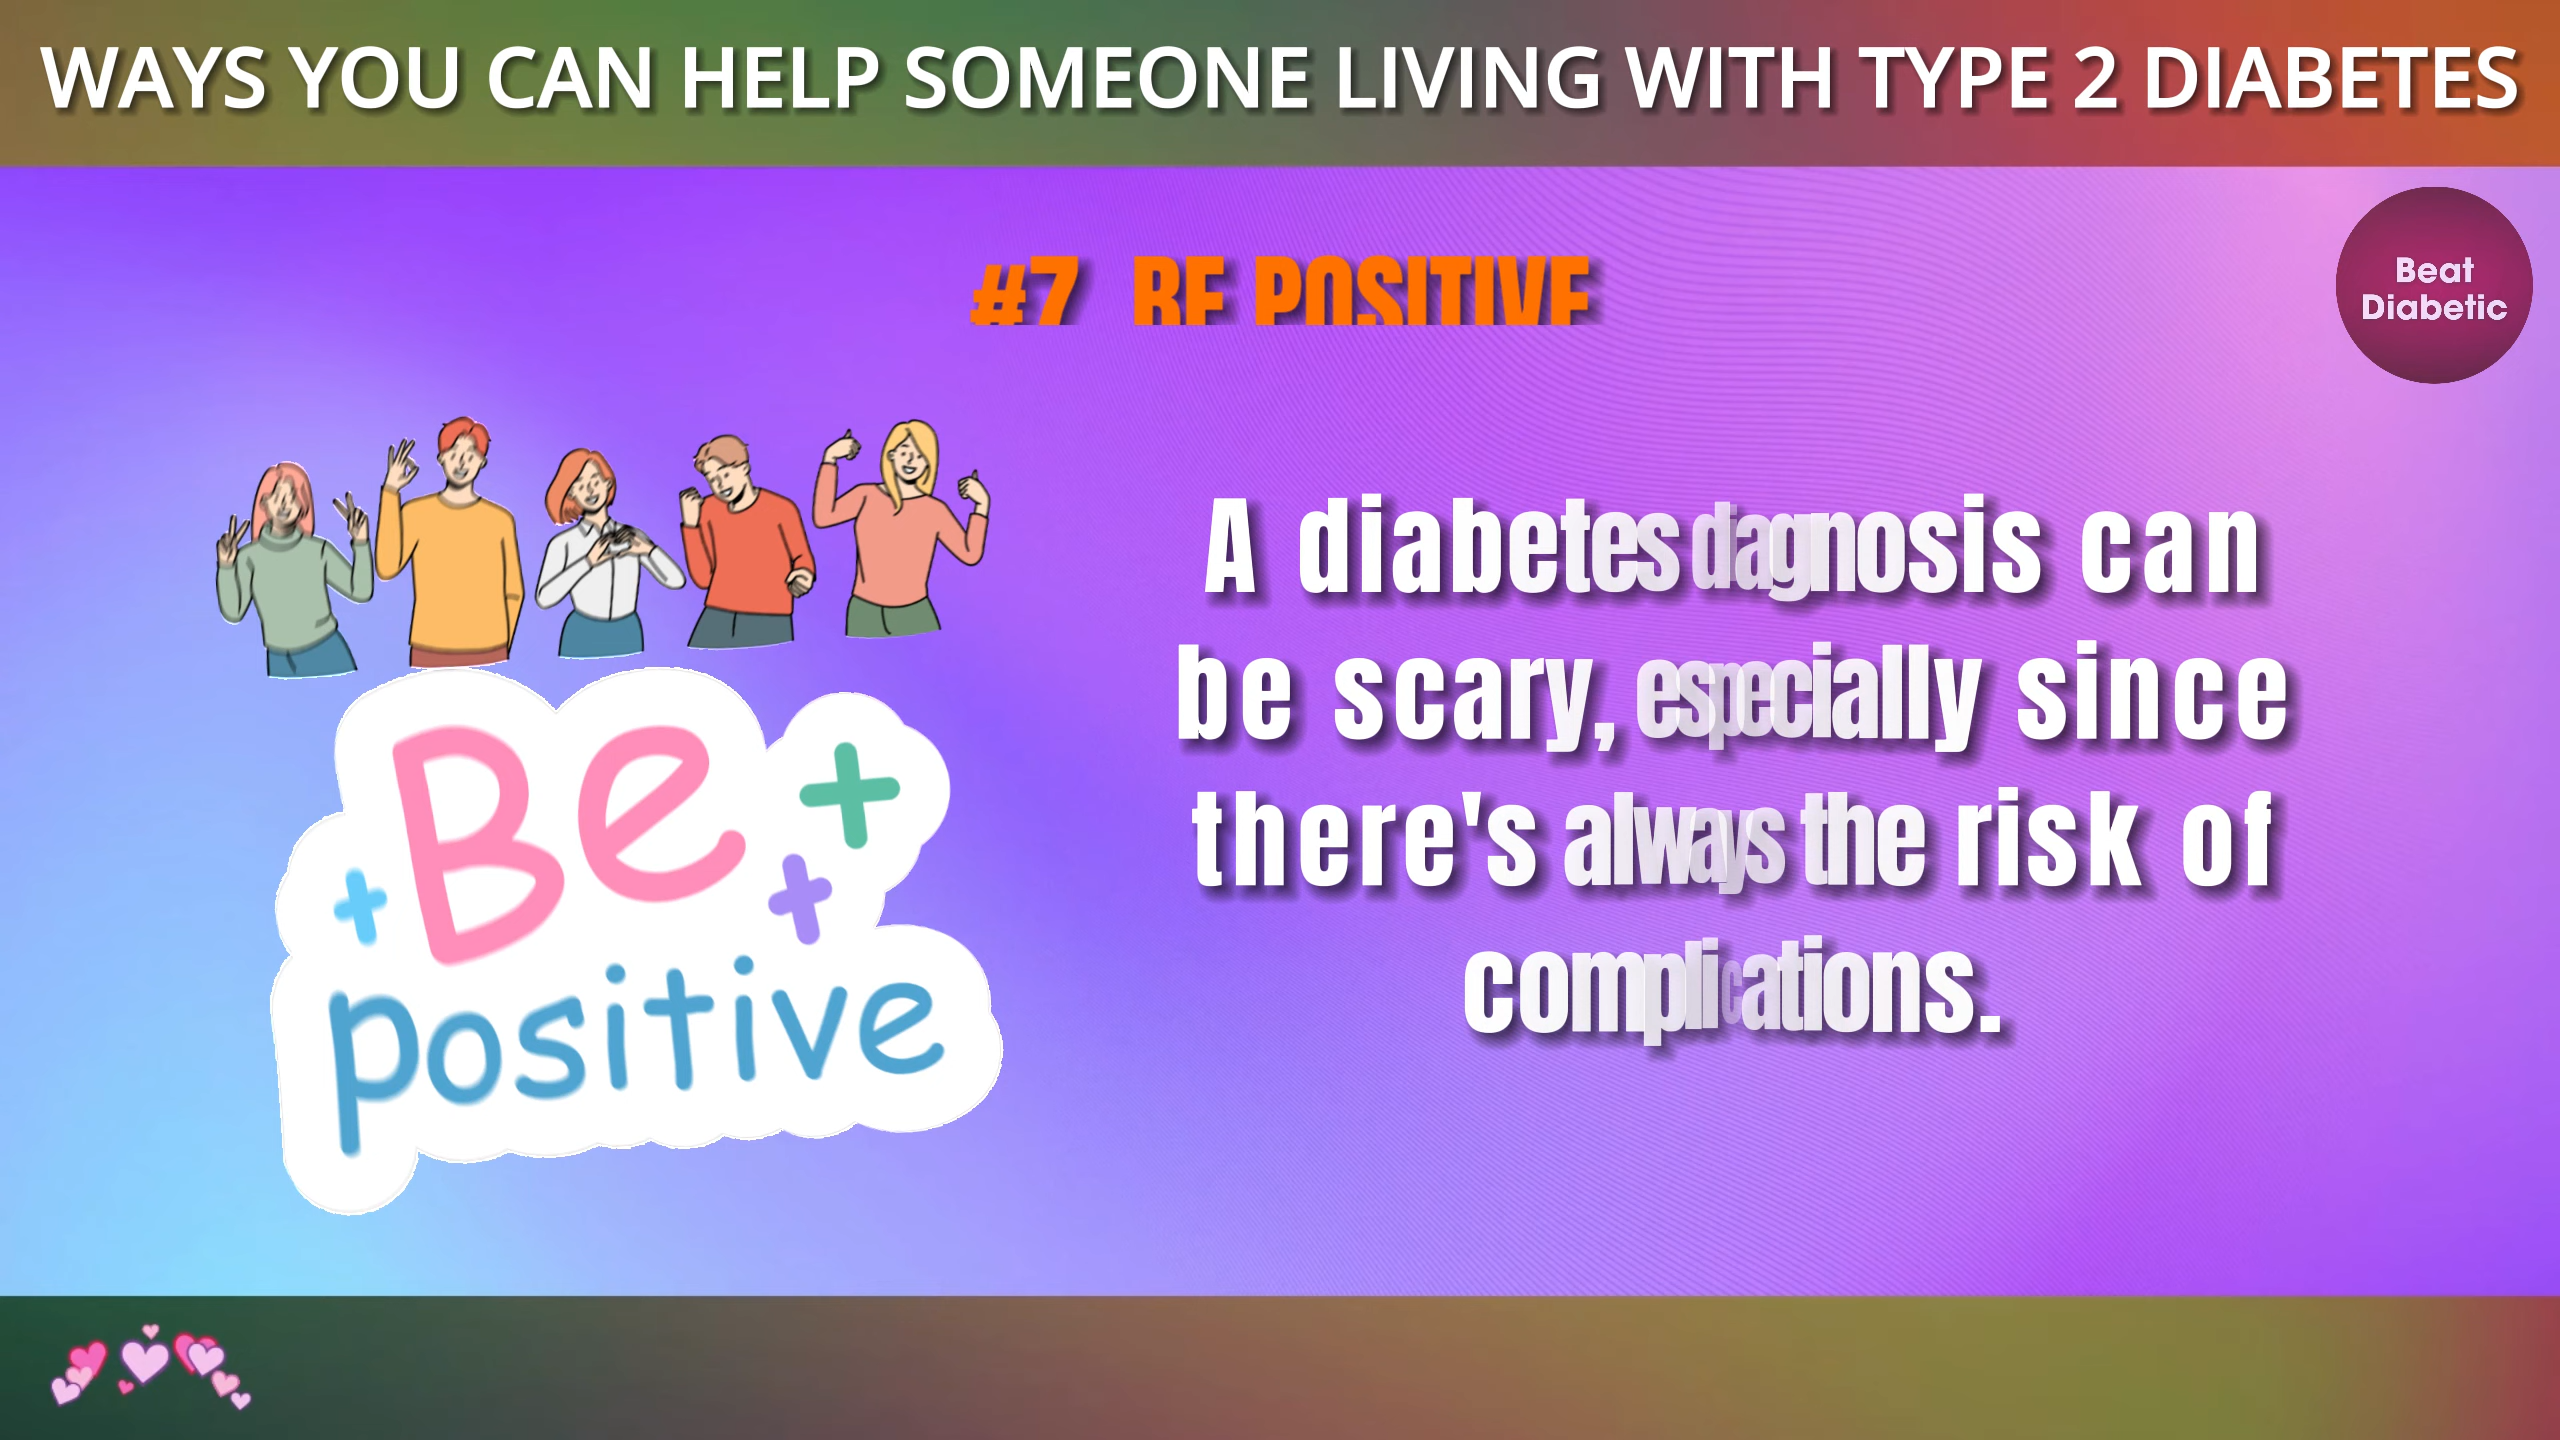 WAYS YOU CAN HELP SOMEONE LIVING WITH TYPE 2 DIABETES
Beat
Diabetic
#7 BE POSITIVE
A diabetes diagnosis can
be scary, especially since
there's always the risk of
complications.
Be
positive